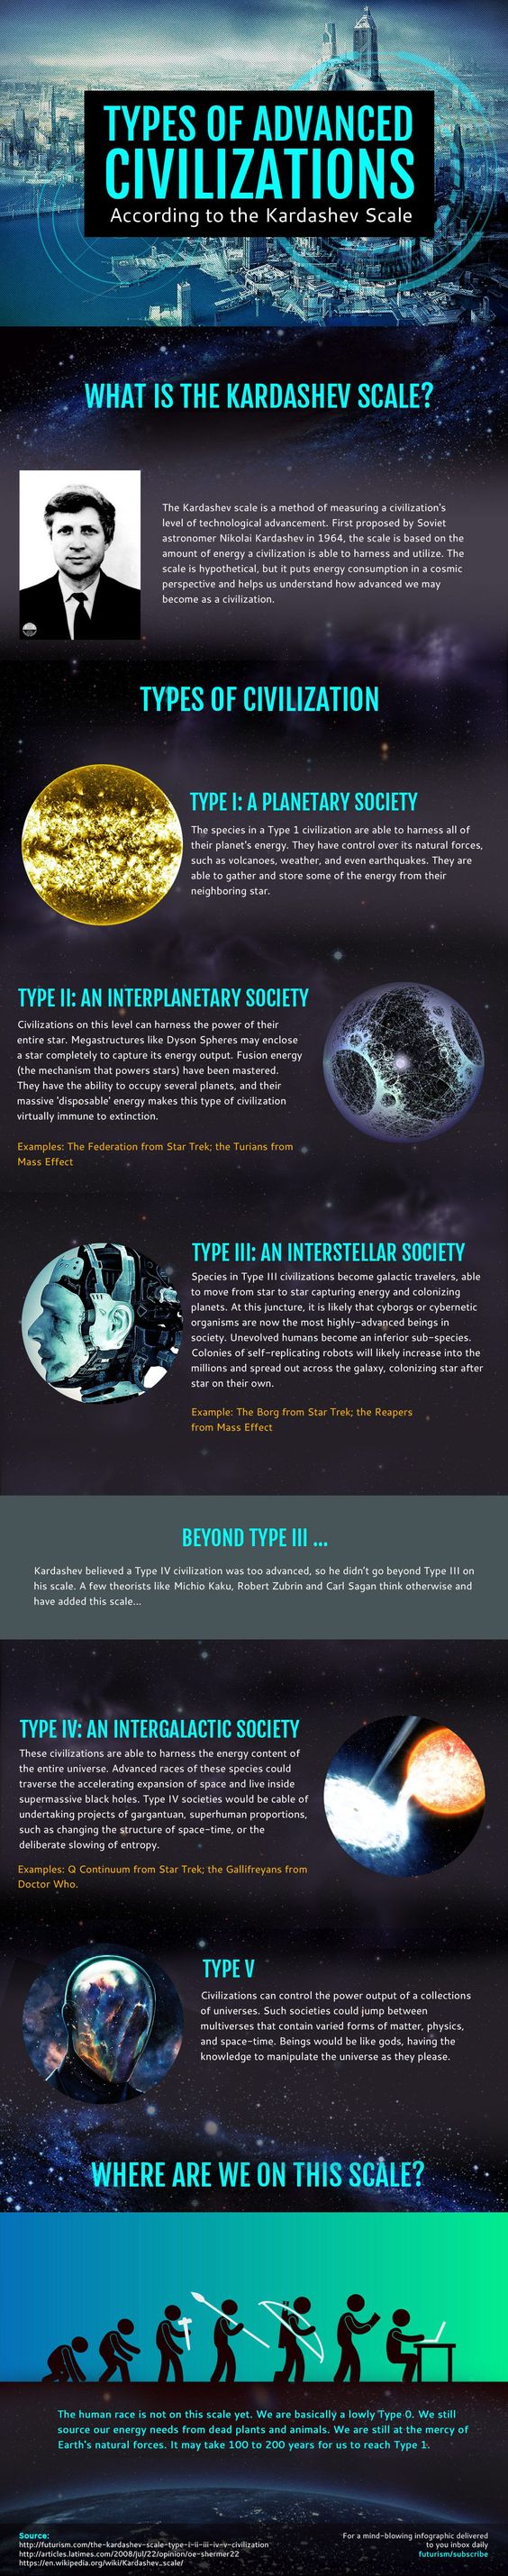 TYPES OF ADVANCED
CIVILIZATIONS
According to the Kardashev Scale
WHAT IS THE KARDASHEV SCALE?
The Kardashev scale is a method of measuring a civilization's
level of technological advancement. First proposed by Soviet
astronomer Nikolai Kardashev in 1964, the scale is based on the
amount of energy a civilization is able to harness and utilize. The
scale is hypothetical, but it puts energy consumption in a cosmic
perspective and helps us understand how advanced we may
become as a civilization.
TYPES OF CIVILIZATION
TYPE I: A PLANETARY SOCIETY
The species in a Type 1 civilization are able to harness all of
their planet's energy. They have control over its natural forces,
such as volcanoes, weather, and even earthquakes. They are
able to gather and store some of the energy from their
neighboring star.
TYPE II: AN INTERPLANETARY SOCIETY
Civilizations on this level can harness the power of their
entire star. Megastructures like Dyson Spheres may enclose
a star completely to capture its energy output. Fusion energy
(the mechanism that powers stars) have been mastered.
They have the ability to occupy several planets, and their
massive 'disposable' energy makes this type of civilization
virtually immune to extinction.
Examples: The Federation from Star Trek; the Turians from
Mass Effect
TYPE III: AN INTERSTELLAR SOCIETY
Species in Type III civilizations become galactic travelers, able
to move from star to star capturing energy and colonizing
planets. At this juncture, it is likely that cyborgs or cybernetic
organisms are now the most highly-advanced beings in
society. Unevolved humans become an inferior sub-species.
Colonies of self-replicating robots will likely increase into the
millions and spread out across the galaxy, colonizing star after
star on their own.
Example: The Borg from Star Trek; the Reapers
from Mass Effect
BEYOND TYPE III ...
Kardashev believed a Type IV civilization was too advanced, so he didn't go beyond Type III on
his scale. A few theorists like Michio Kaku, Robert Zubrin and Carl Sagan think otherwise and
have added this scale...
TYPE IV: AN INTERGALACTIC SOCIETY
These civilizations are able to harness the energy content of
the entire universe. Advanced races of these species could
traverse the accelerating expansion of space and live inside
supermassive black holes. Type IV societies would be cable of
undertaking projects of gargantuan, superhuman proportions,
such as changing the structure of space-time, or the
deliberate slowing of entropy.
Examples: Q Continuum from Star Trek; the Gallifreyans from
Doctor Who.
TYPE V
Civilizations can control the power output of a collections
of universes. Such societies could jump between
multiverses that contain varied forms of matter, physics,
and space-time. Beings would be like gods, having the
knowledge to manipulate the universe as they please.
WHERE ARE WE ON THIS SCALE?
The human race is not on this scale yet. We are basically a lowly Type 0. We still
source our energy needs from dead plants and animals. We are still at the mercy of
Earth's natural forces. It may take 100 to 200 years for us to reach Type 1.
Source:
http://futurism.com/the-kardashev-scale-type-i-ii-iii-iv-v-civilization
http://articles.latimes.com/2008/jul/22/opinion/oe-shermer22
https://en.wikipedia.org/wiki/Kardashev_scale/
For a mind-blowing infographic delivered
to you inbox daily
futurism/subscribe